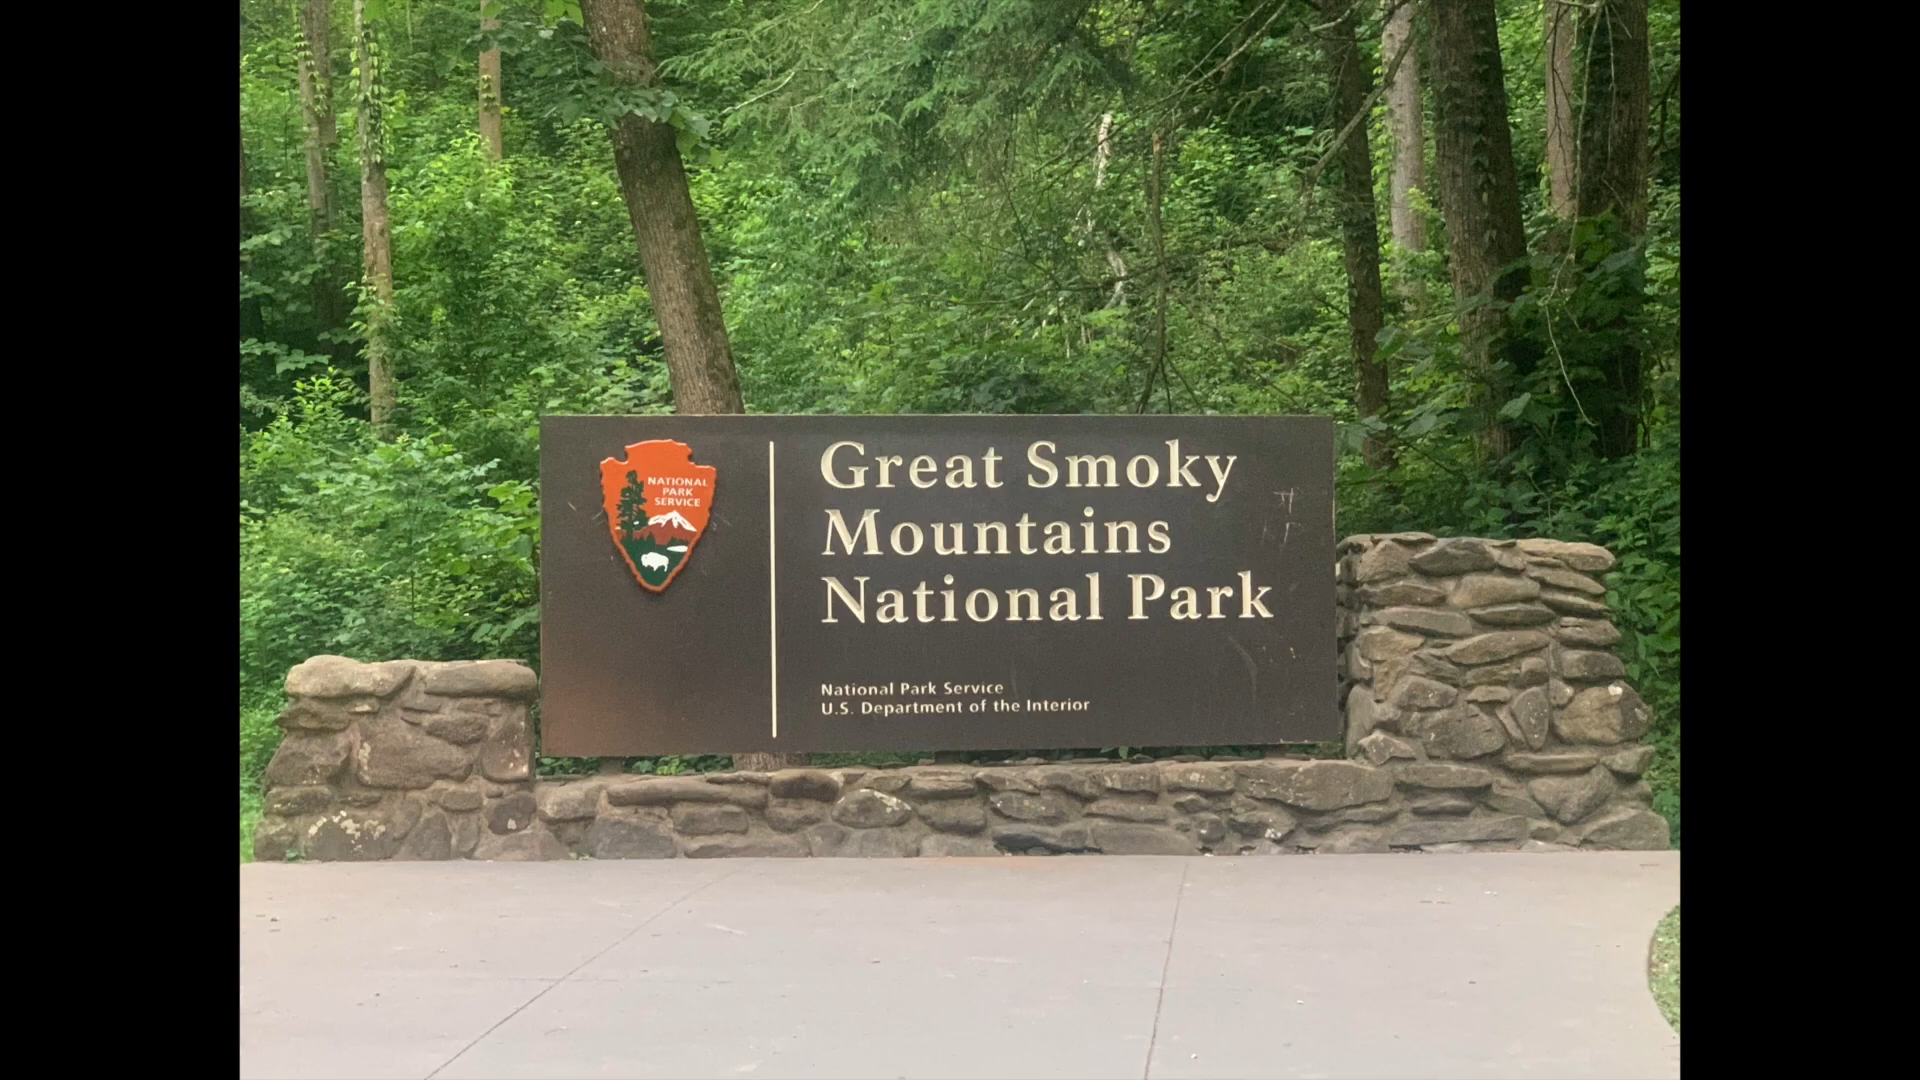 NATIONAL
PARK
SERVICE
Great Smoky
Mountains
National Park
National Park Service
U.S. Department of the Interior